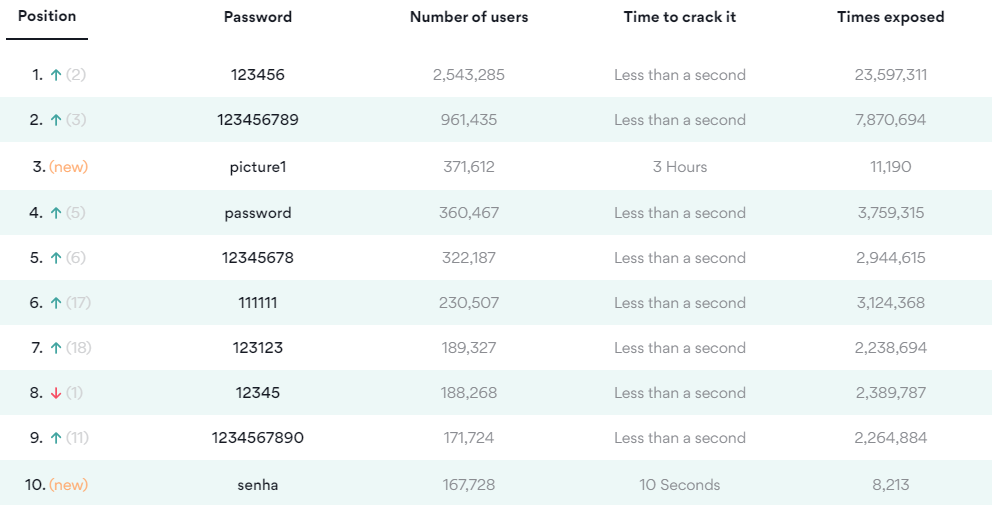 Position Password Number of users Time to crack it Times exposed
1. ↑ (2) 123456 2,543,285 Less than a second 23,597,311
2. ↑ (3) 123456789 961,435 Less than a second 7,870,694
3. (new) picture1 371,612 3 Hours 11,190
4. ↑ (5) password 360,467 Less than a second 3,759,315
5. ↑ (6) 12345678 322,187 Less than a second 2,944,615
6. ↑ (17) 111111 230,507 Less than a second 3,124,368
7. ↑ (18) 123123 189,327 Less than a second 2,238,694
8. ↓ (1) 12345 188,268 Less than a second 2,389,787
9. ↑ (11) 1234567890 171,724 Less than a second 2,264,884
10. (new) senha 167,728 10 Seconds 8,213